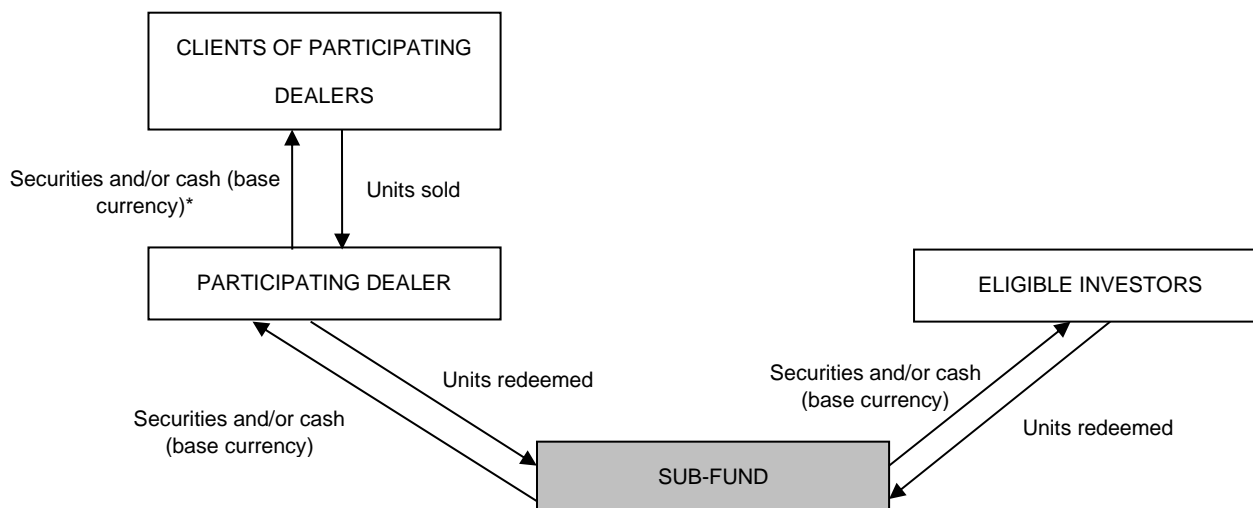 CLIENTS OF PARTICIPATING
DEALERS
Securities and/or cash (base
currency)*
Units sold
PARTICIPATING DEALER
ELIGIBLE INVESTORS
Units redeemed
Securities and/or cash
(base currency)
Securities and/or cash
(base currency)
Units redeemed
SUB-FUND